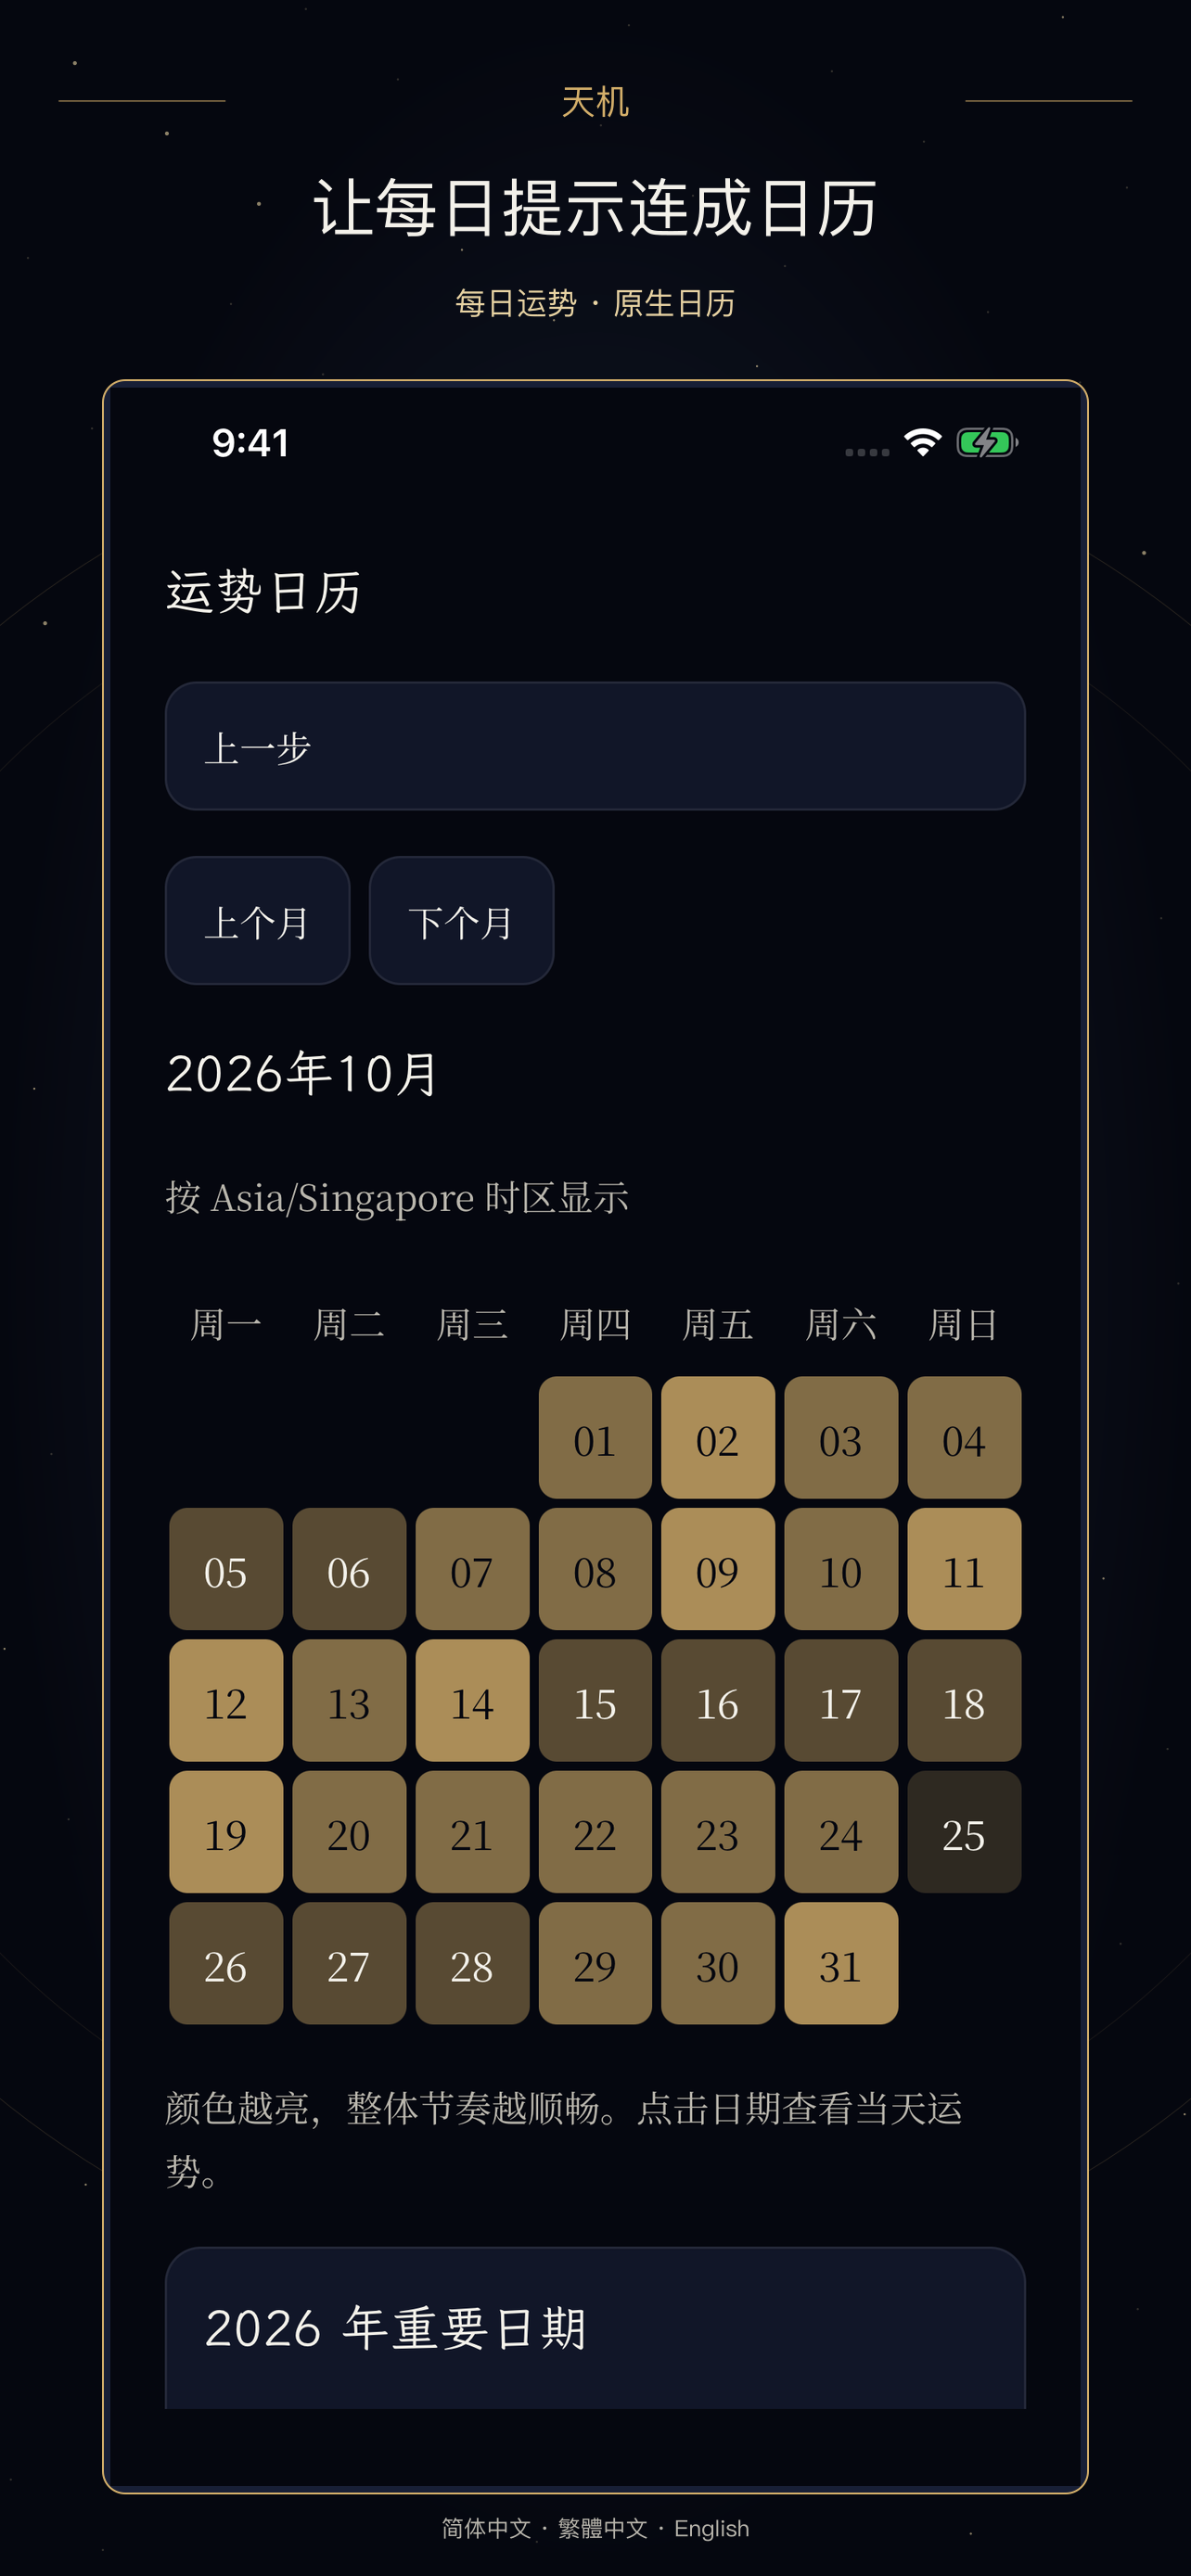 天机
让每日提示连成日历
每日运势 · 原生日历
9:41
运势日历
上一步
上个月 下个月
2026年10月
按 Asia/Singapore 时区显示
周一 周二 周三 周四 周五 周六 周日
01 02 03 04
05 06 07 08 09 10 11
12 13 14 15 16 17 18
19 20 21 22 23 24 25
26 27 28 29 30 31
颜色越亮，整体节奏越顺畅。点击日期查看当天运
势。
2026 年重要日期
简体中文 · 繁體中文 · English